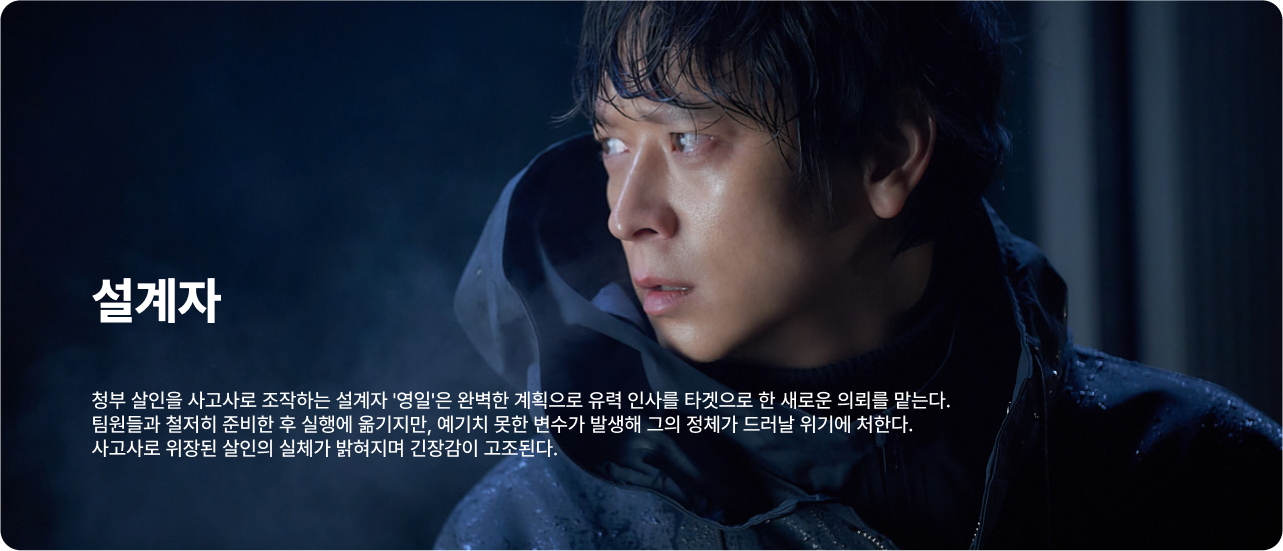 설계자
청부 살인을 사고사로 조작하는 설계자 '영일'은 완벽한 계획으로 유력 인사를 타겟으로 한 새로운 의뢰를 맡는다.
팀원들과 철저히 준비한 후 실행에 옮기지만, 예기치 못한 변수가 발생해 그의 정체가 드러날 위기에 처한다.
사고사로 위장된 살인의 실체가 밝혀지며 긴장감이 고조된다.